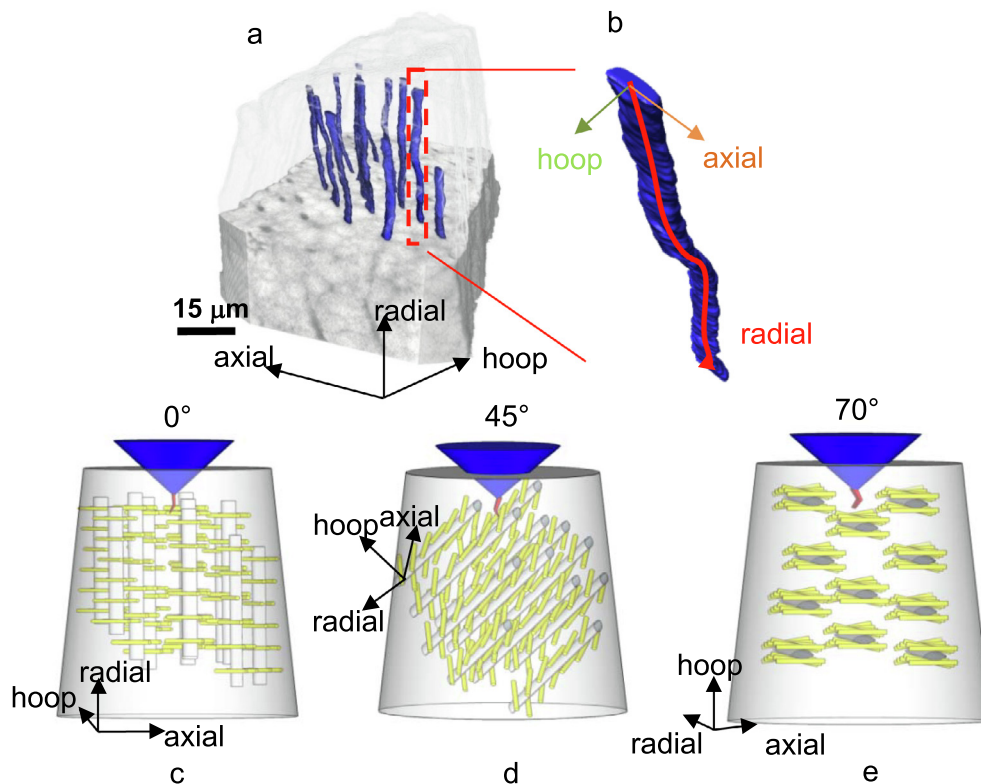 a
b
hoop
axial
radial
15 μm
radial
axial
hoop
0°
45°
70°
hoop
axial
radial
radial
hoop
axial
hoop
radial
axial
c
d
e